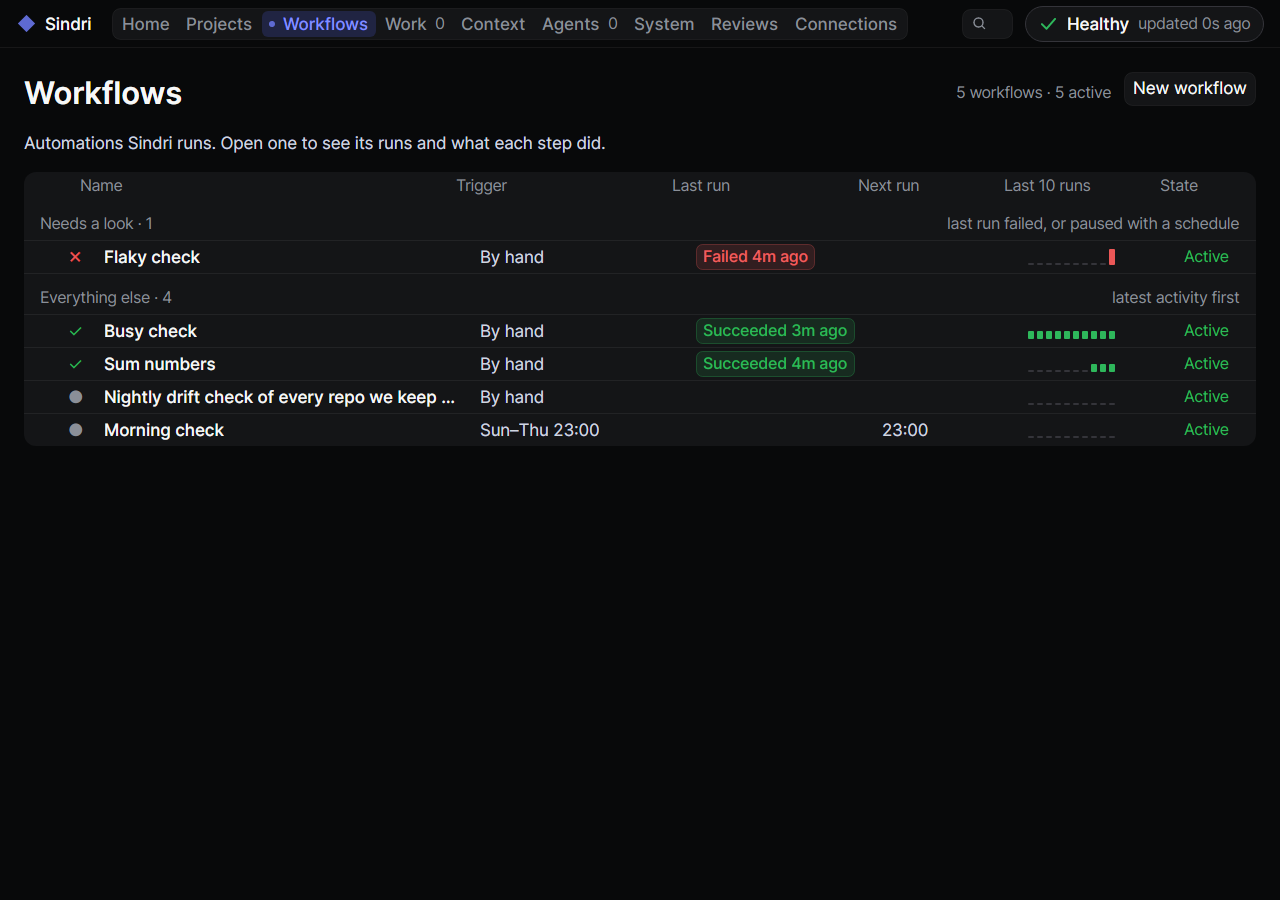 Sindri Home Projects Workflows Work 0 Context Agents 0 System Reviews Connections Healthy updated 0s ago
Workflows 5 workflows · 5 active New workflow
Automations Sindri runs. Open one to see its runs and what each step did.
Name Trigger Last run Next run Last 10 runs State
Needs a look · 1 last run failed, or paused with a schedule
Flaky check By hand Failed 4m ago Active
Everything else · 4 latest activity first
Busy check By hand Succeeded 3m ago Active
Sum numbers By hand Succeeded 4m ago Active
Nightly drift check of every repo we keep ... By hand Active
Morning check Sun–Thu 23:00 23:00 Active